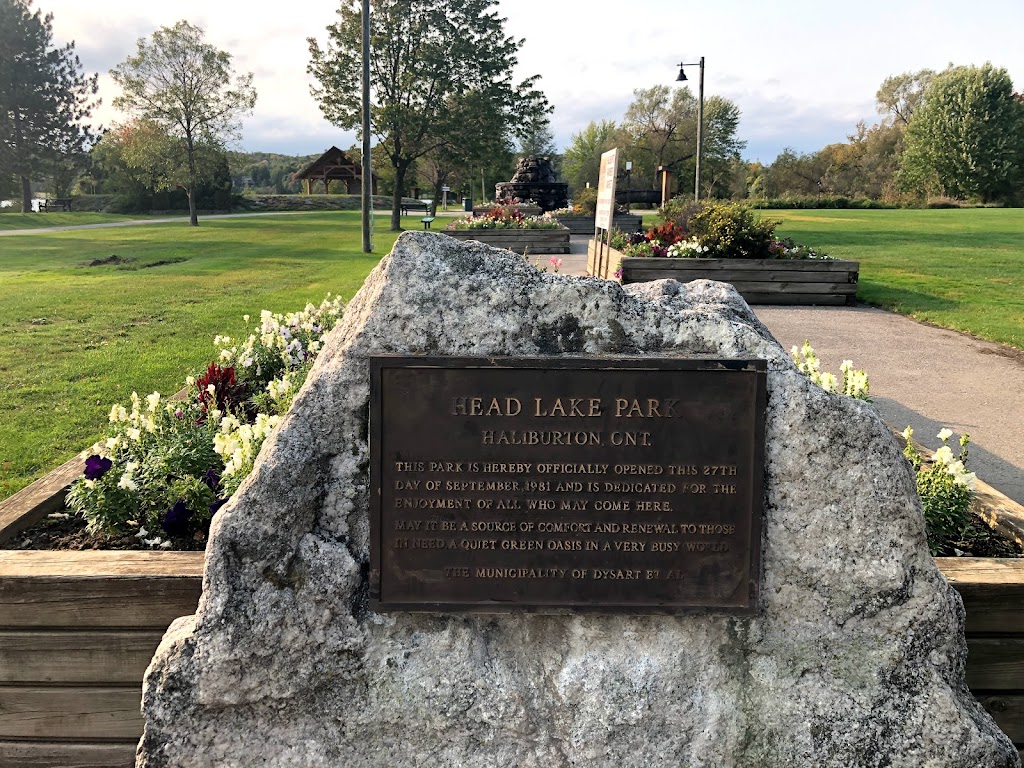 HEAD LAKE PARK
HALIBURTON, ONT.
THIS PARK IS HEREBY OFFICIALLY OPENED THIS 27TH
DAY OF SEPTEMBER, 1981 AND IS DEDICATED FOR THE
ENJOYMENT OF ALL WHO MAY COME HERE.
MAY IT BE A SOURCE OF COMFORT AND RENEWAL TO THOSE
IN NEED, A QUIET GREEN OASIS IN A VERY BUSY WORLD.
THE MUNICIPALITY OF DYSART ET AL